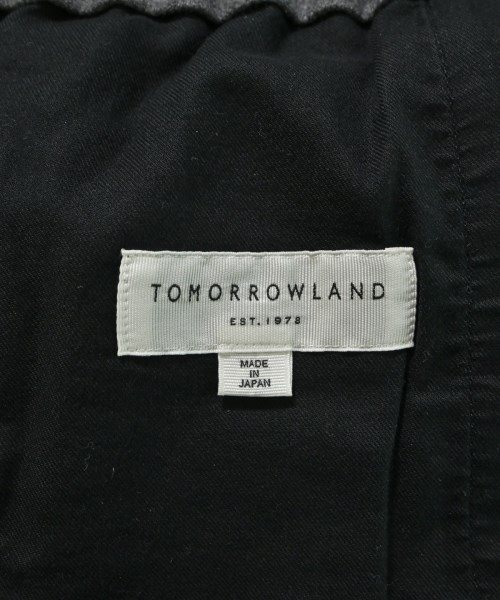 TOMORROWLAND
EST. 1978
MADE
IN
JAPAN